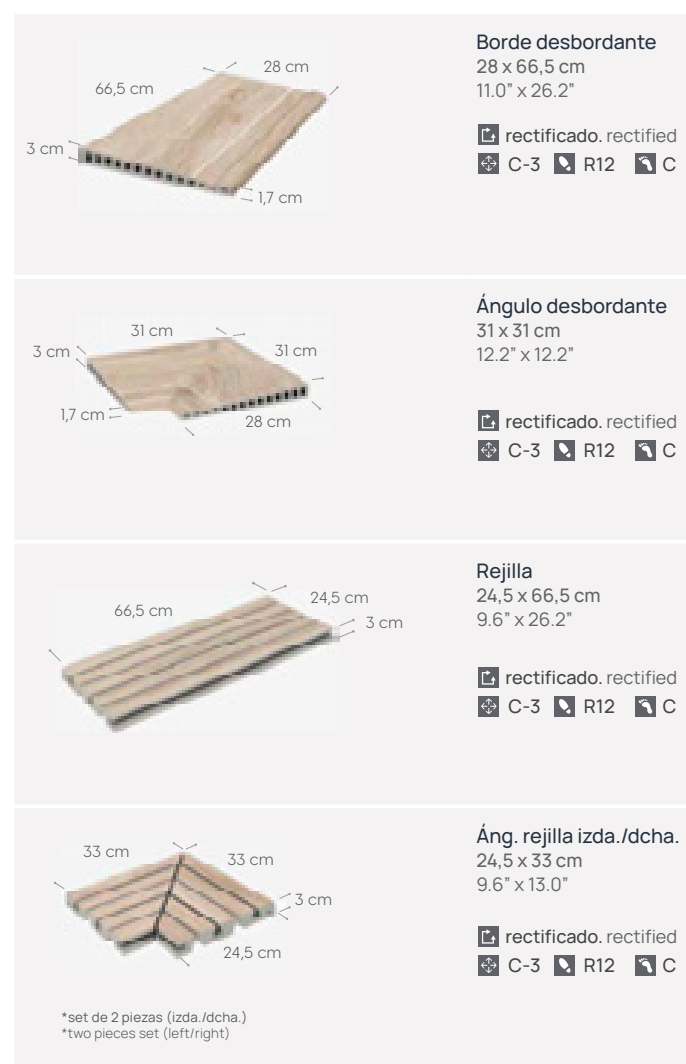 28 cm
66,5 cm
3 cm
1,7 cm
Borde desbordante
28 x 66,5 cm
11.0” x 26.2”
rectificado. rectified
C-3 R12 C
31 cm
3 cm
31 cm
1,7 cm
28 cm
Ángulo desbordante
31 x 31 cm
12.2” x 12.2”
rectificado. rectified
C-3 R12 C
66,5 cm
24,5 cm
3 cm
Rejilla
24,5 x 66,5 cm
9.6” x 26.2”
rectificado. rectified
C-3 R12 C
33 cm
33 cm
3 cm
24,5 cm
*set de 2 piezas (izda./dcha.)
*two pieces set (left/right)
Áng. rejilla izda./dcha.
24,5 x 33 cm
9.6” x 13.0”
rectificado. rectified
C-3 R12 C